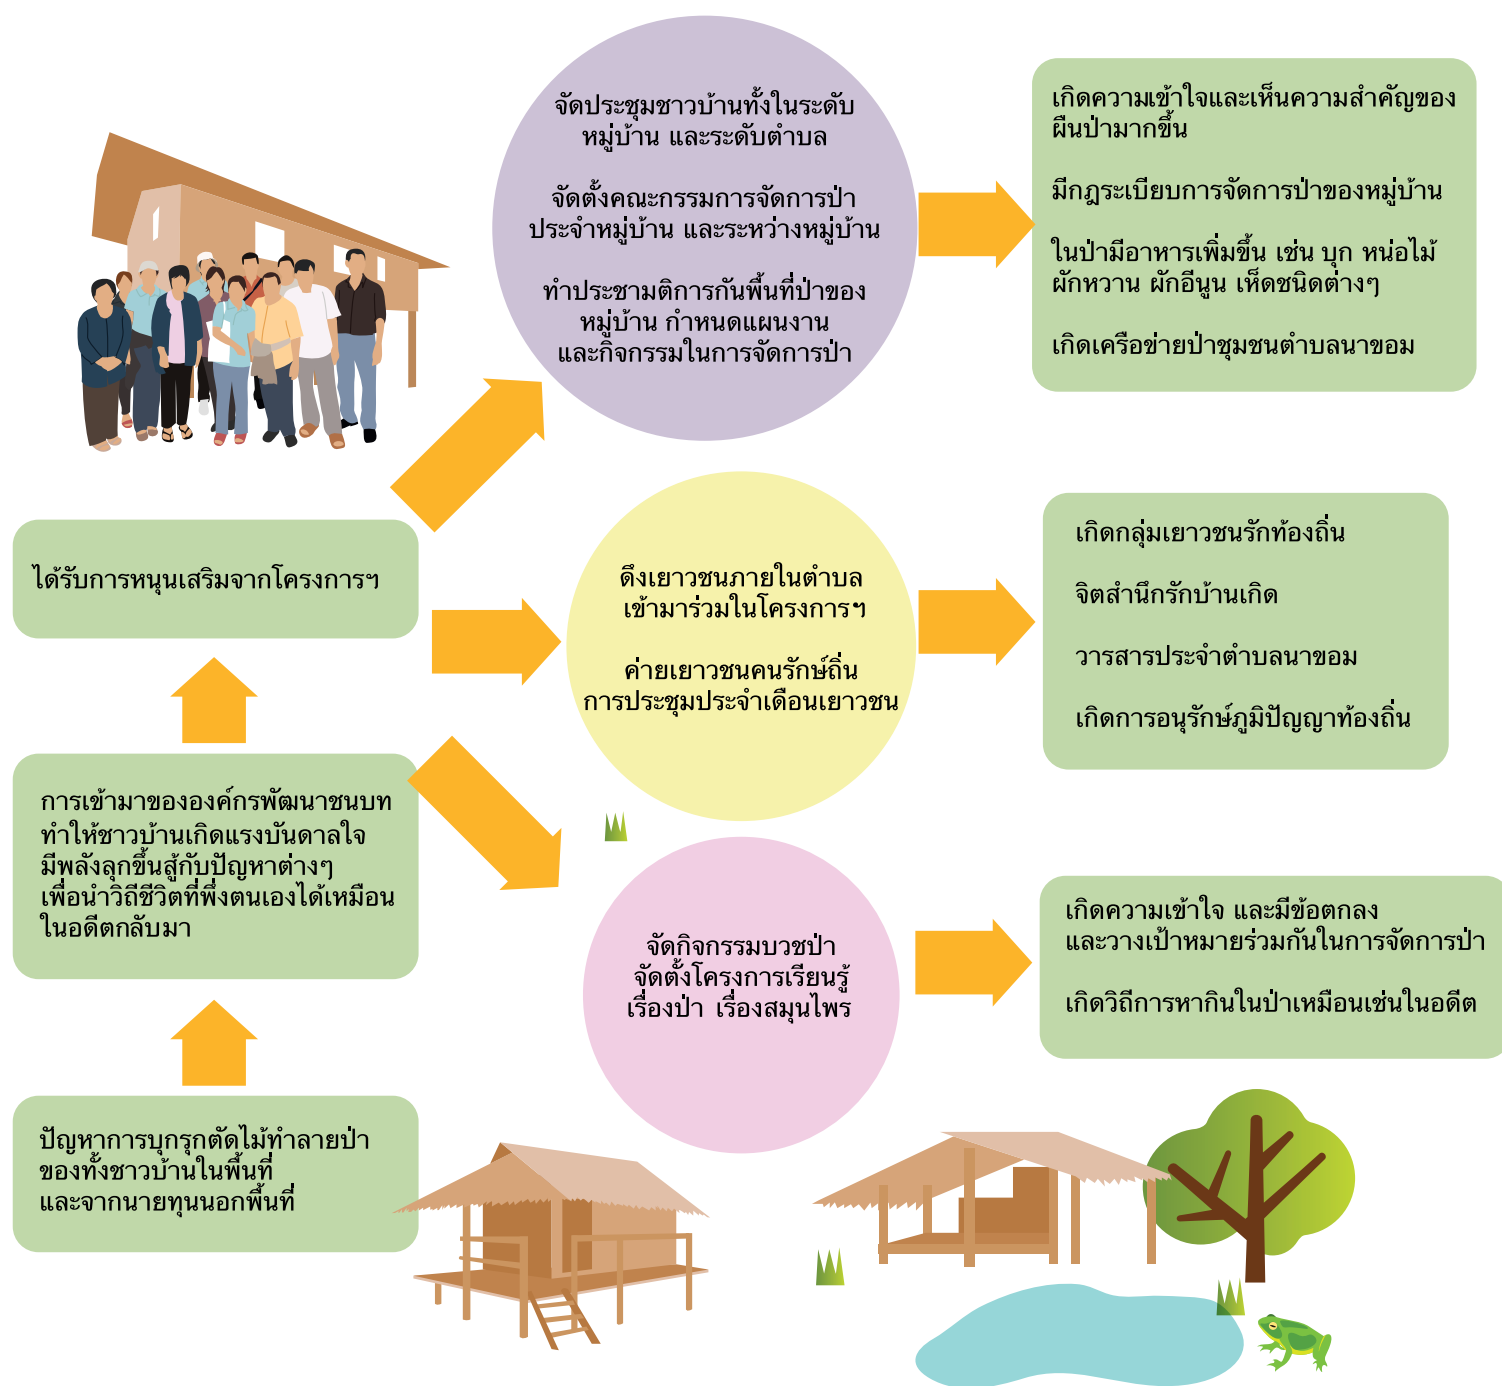 จัดประชุมชาวบ้านทั้งในระดับ
หมู่บ้าน และระดับตำบล
จัดตั้งคณะกรรมการจัดการป่า
ประจำหมู่บ้าน และระหว่างหมู่บ้าน
ทำประชามติการกันพื้นที่ป่าของ
หมู่บ้าน กำหนดแผนงาน
และกิจกรรมในการจัดการป่า
เกิดความเข้าใจและเห็นความสำคัญของ
ผืนป่ามากขึ้น
มีกฎระเบียบการจัดการป่าของหมู่บ้าน
ในป่ามีอาหารเพิ่มขึ้น เช่น บุก หน่อไม้
ผักหวาน ผักอีนูน เห็ดชนิดต่างๆ
เกิดเครือข่ายป่าชุมชนตำบลนาขอม
ได้รับการหนุนเสริมจากโครงการฯ
ดึงเยาวชนภายในตำบล
เข้ามาร่วมในโครงการฯ
ค่ายเยาวชนคนรักษ์ถิ่น
การประชุมประจำเดือนเยาวชน
เกิดกลุ่มเยาวชนรักท้องถิ่น
จิตสำนึกรักบ้านเกิด
วารสารประจำตำบลนาขอม
เกิดการอนุรักษ์ภูมิปัญญาท้องถิ่น
การเข้ามาขององค์กรพัฒนาชนบท
ทำให้ชาวบ้านเกิดแรงบันดาลใจ
มีพลังลุกขึ้นสู้กับปัญหาต่างๆ
เพื่อนำวิถีชีวิตที่พึ่งตนเองได้เหมือน
ในอดีตกลับมา
จัดกิจกรรมบวชป่า
จัดตั้งโครงการเรียนรู้
เรื่องป่า เรื่องสมุนไพร
เกิดความเข้าใจ และมีข้อตกลง
และวางเป้าหมายร่วมกันในการจัดการป่า
เกิดวิถีการหากินในป่าเหมือนเช่นในอดีต
ปัญหาการบุกรุกตัดไม้ทำลายป่า
ของทั้งชาวบ้านในพื้นที่
และจากนายทุนนอกพื้นที่